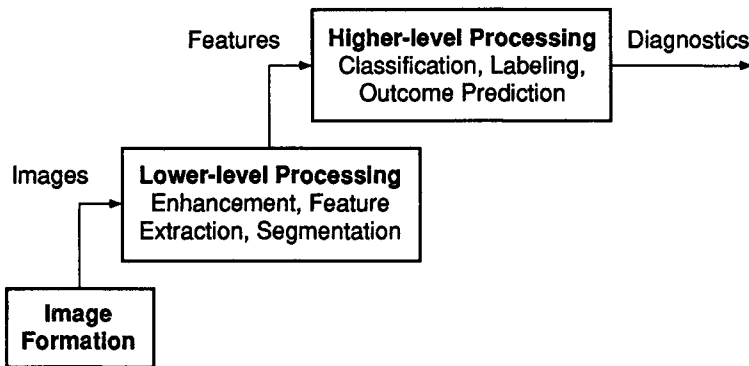 Features
Higher-level Processing
Classification, Labeling,
Outcome Prediction
Diagnostics
Images
Lower-level Processing
Enhancement, Feature
Extraction, Segmentation
Image
Formation